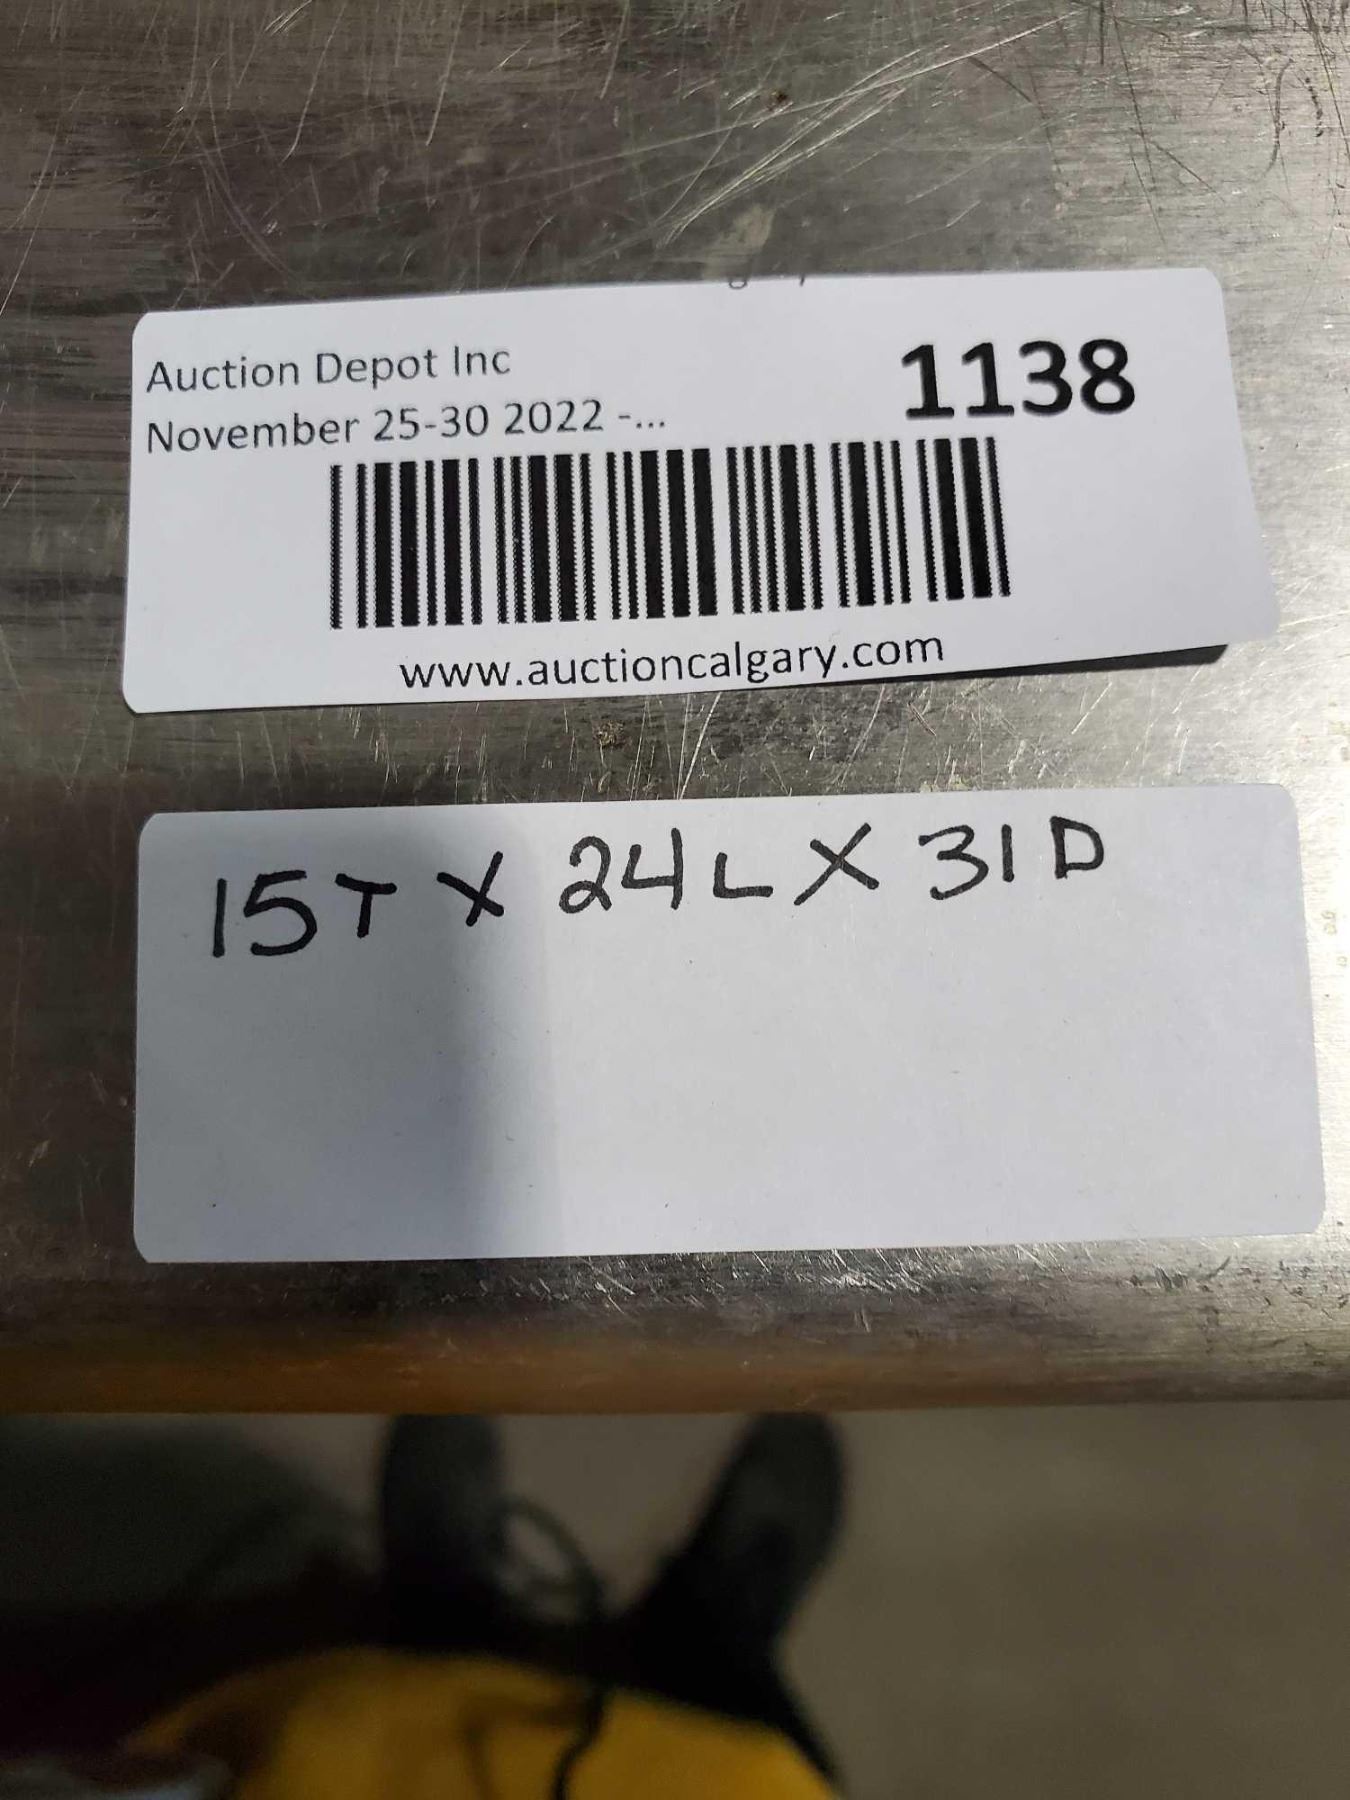 Auction Depot Inc
1138
November 25-30 2022 -...
www.auctioncalgary.com
15T X 24L X 31D